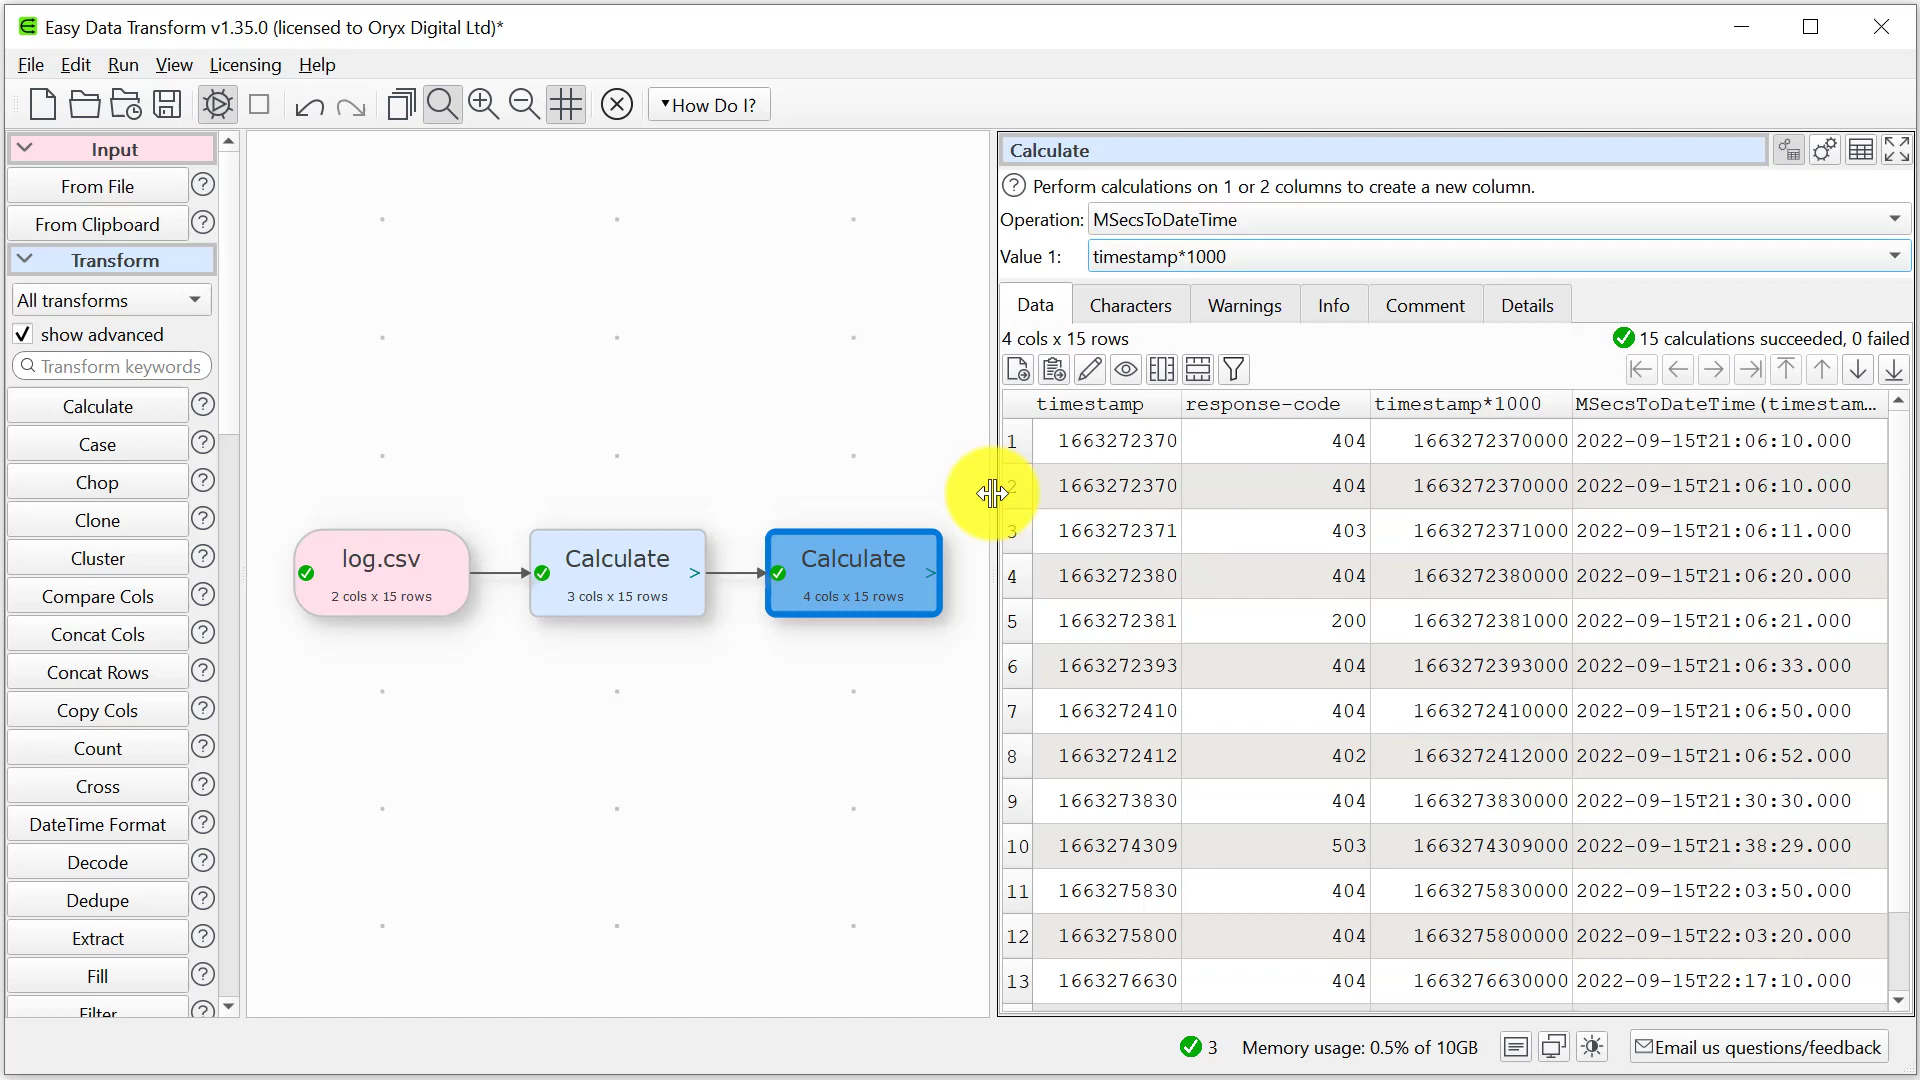 Easy Data Transform v1.35.0 (licensed to Oryx Digital Ltd)*
File Edit Run View Licensing Help
▾How Do I?
Input
From File
From Clipboard
Transform
All transforms
show advanced
Transform keywords
Calculate
Case
Chop
Clone
Cluster
Compare Cols
Concat Cols
Concat Rows
Copy Cols
Count
Cross
DateTime Format
Decode
Dedupe
Extract
Fill
Filter
log.csv
2 cols x 15 rows
Calculate
3 cols x 15 rows
Calculate
4 cols x 15 rows
Calculate
Perform calculations on 1 or 2 columns to create a new column.
Operation: MSecsToDateTime
Value 1: timestamp*1000
Data Characters Warnings Info Comment Details
4 cols x 15 rows 15 calculations succeeded, 0 failed
timestamp response-code timestamp*1000 MSecsToDateTime(timestam...
1 1663272370 404 1663272370000 2022-09-15T21:06:10.000
2 1663272370 404 1663272370000 2022-09-15T21:06:10.000
3 1663272371 403 1663272371000 2022-09-15T21:06:11.000
4 1663272380 404 1663272380000 2022-09-15T21:06:20.000
5 1663272381 200 1663272381000 2022-09-15T21:06:21.000
6 1663272393 404 1663272393000 2022-09-15T21:06:33.000
7 1663272410 404 1663272410000 2022-09-15T21:06:50.000
8 1663272412 402 1663272412000 2022-09-15T21:06:52.000
9 1663273830 404 1663273830000 2022-09-15T21:30:30.000
10 1663274309 503 1663274309000 2022-09-15T21:38:29.000
11 1663275830 404 1663275830000 2022-09-15T22:03:50.000
12 1663275800 404 1663275800000 2022-09-15T22:03:20.000
13 1663276630 404 1663276630000 2022-09-15T22:17:10.000
3 Memory usage: 0.5% of 10GB Email us questions/feedback